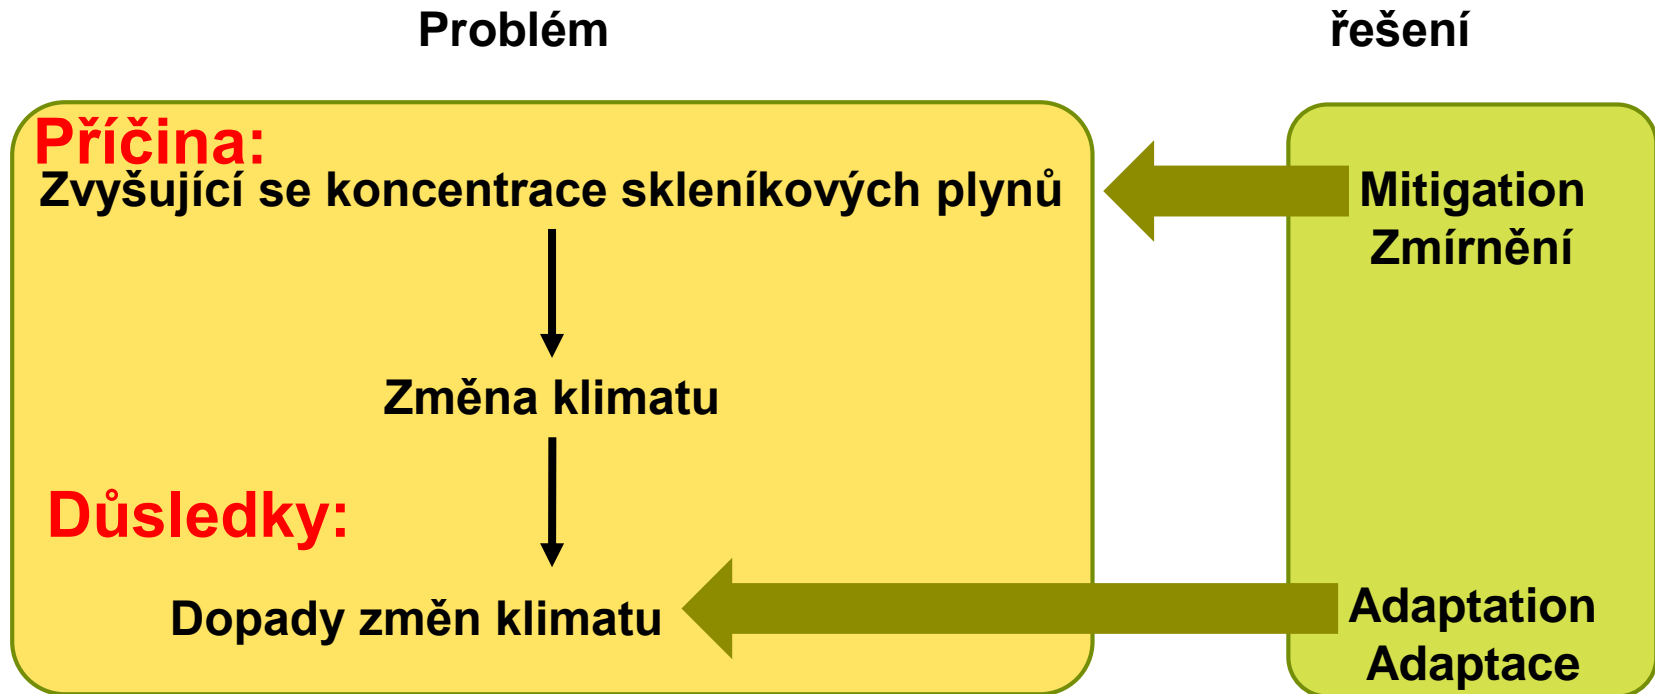 Problém
řešení
Příčina:
Zvyšující se koncentrace skleníkových plynů
Mitigation
Zmírnění
Změna klimatu
Důsledky:
Dopady změn klimatu
Adaptation
Adaptace